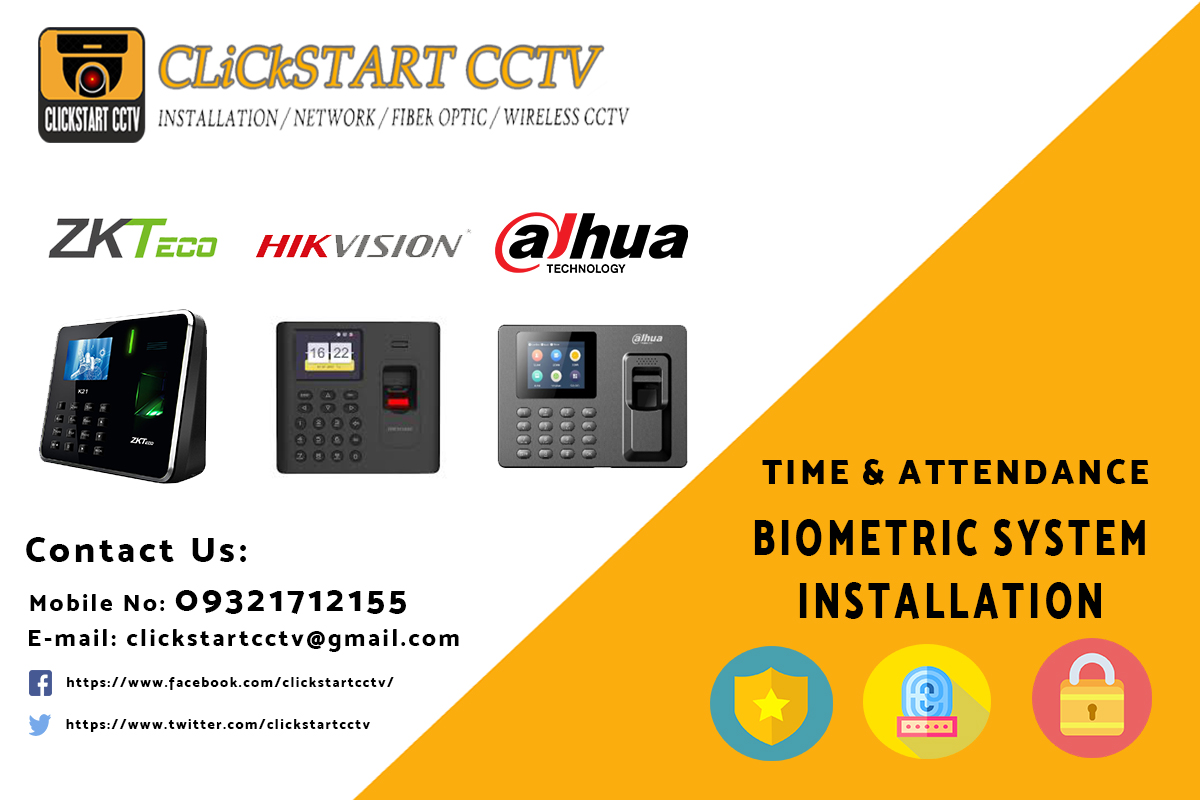 CLiCkSTART CCTV
CLICKSTART CCTV
INSTALLATION / NETWORK / FIBER OPTIC / WIRELESS CCTV
ZKTECO
HIKVISION
alhua
TECHNOLOGY
16 22
alhua
K21
ZKTECO
HIKVISION
TIME & ATTENDANCE
BIOMETRIC SYSTEM
INSTALLATION
Contact Us:
Mobile No: 09321712155
E-mail: clickstartcctv@gmail.com
https://www.facebook.com/clickstartcctv/
https://www.twitter.com/clickstartcctv